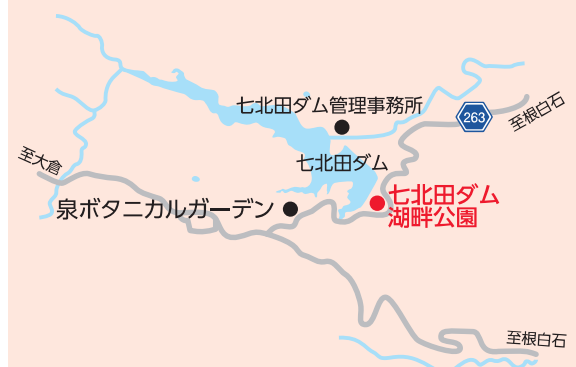 七北田ダム管理事務所
263
至根白石
至大倉
七北田ダム
七北田ダム
湖畔公園
泉ボタニカルガーデン
至根白石